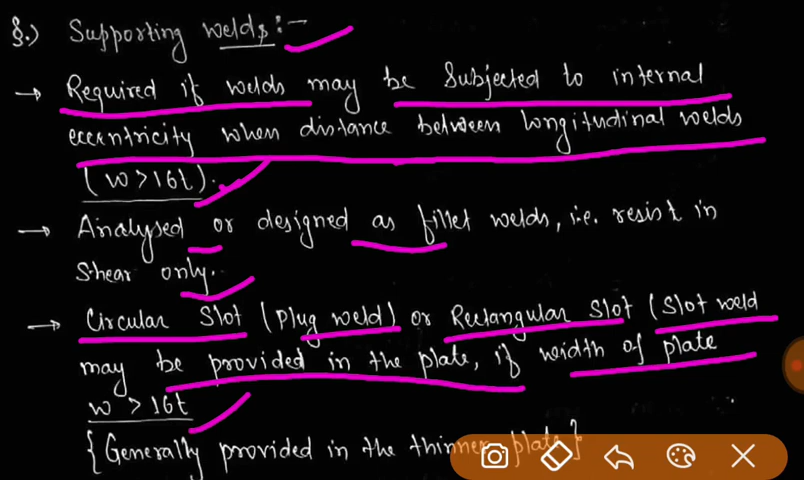 §.) Supporting welds:-
→ Required if welds may be Subjected to internal
eccentricity when distance between longitudinal welds
(w>16t).
→ Analysed or designed as fillet welds, i.e. resist in
Shear only.
→ Circular Slot (Plug weld) or Rectangular Slot (Slot weld
may be provided in the plate, if width of plate
w > 16t
{Generally provided in the thinner plate}